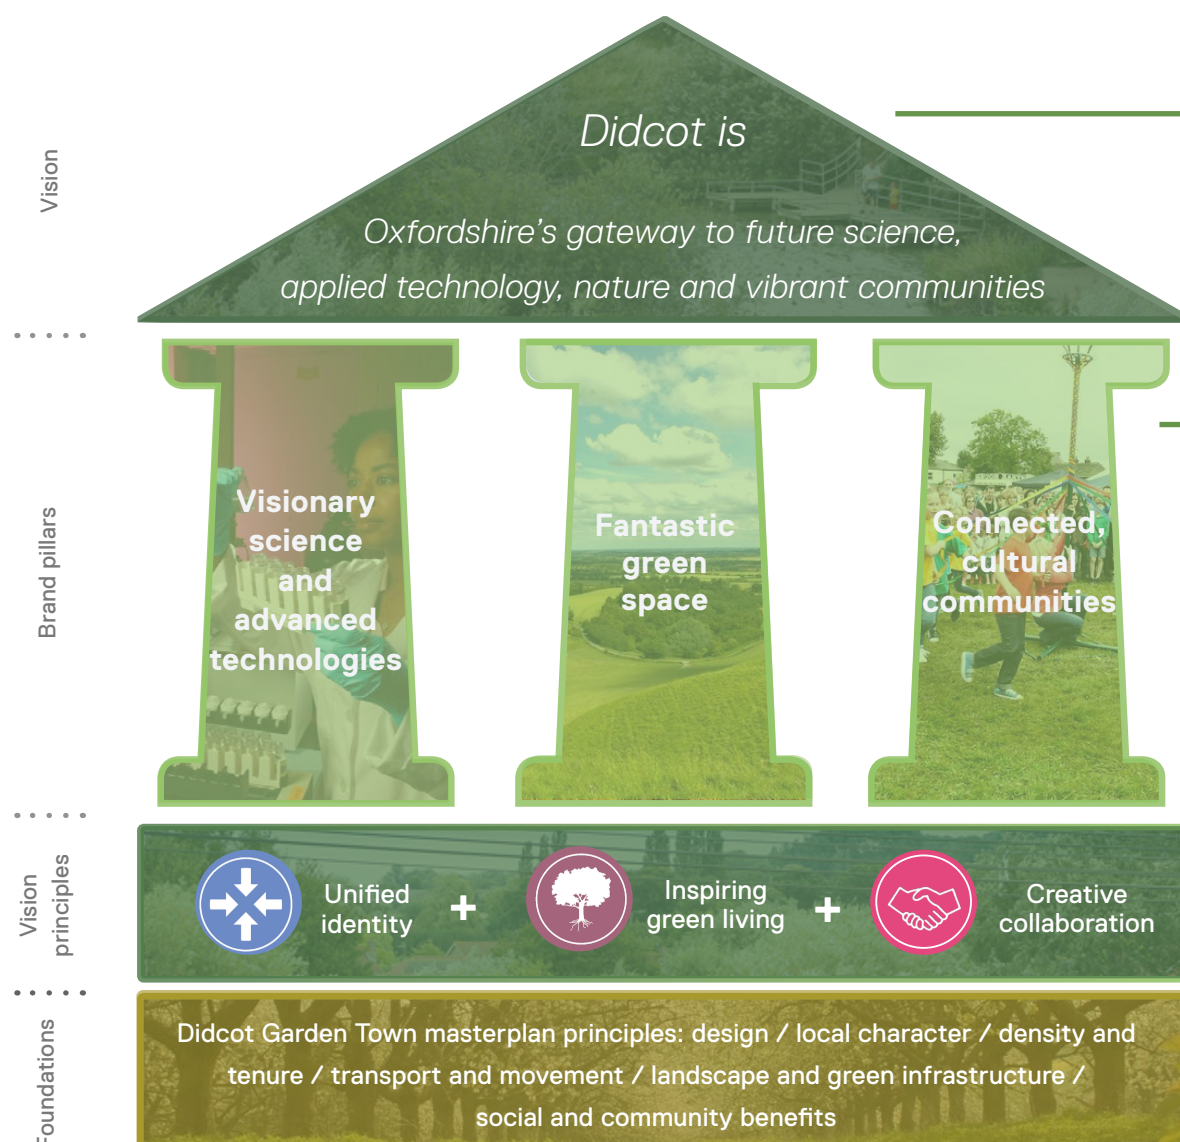 Vision
Didcot is
Oxfordshire's gateway to future science,
applied technology, nature and vibrant communities
Brand pillars
Visionary
science
and
advanced
technologies
Fantastic
green
space
Connected,
cultural
communities
Vision
principles
Unified
identity
+
Inspiring
green living
+
Creative
collaboration
Foundations
Didcot Garden Town masterplan principles: design / local character / density and
tenure / transport and movement / landscape and green infrastructure /
social and community benefits